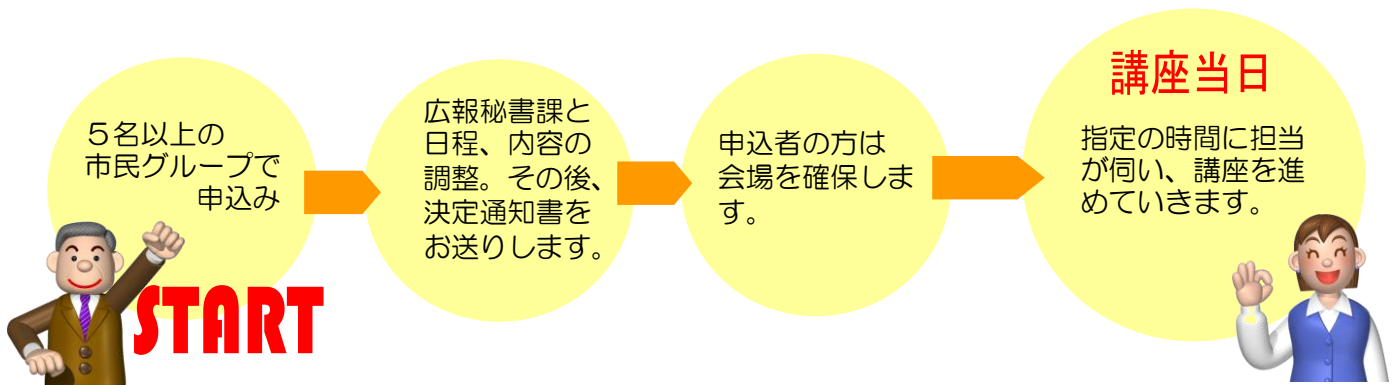 ５名以上の
市民グループで
申込み
START
広報秘書課と
日程、内容の
調整。その後、
決定通知書を
お送りします。
申込者の方は
会場を確保しま
す。
講座当日
指定の時間に担当
が伺い、講座を進
めていきます。